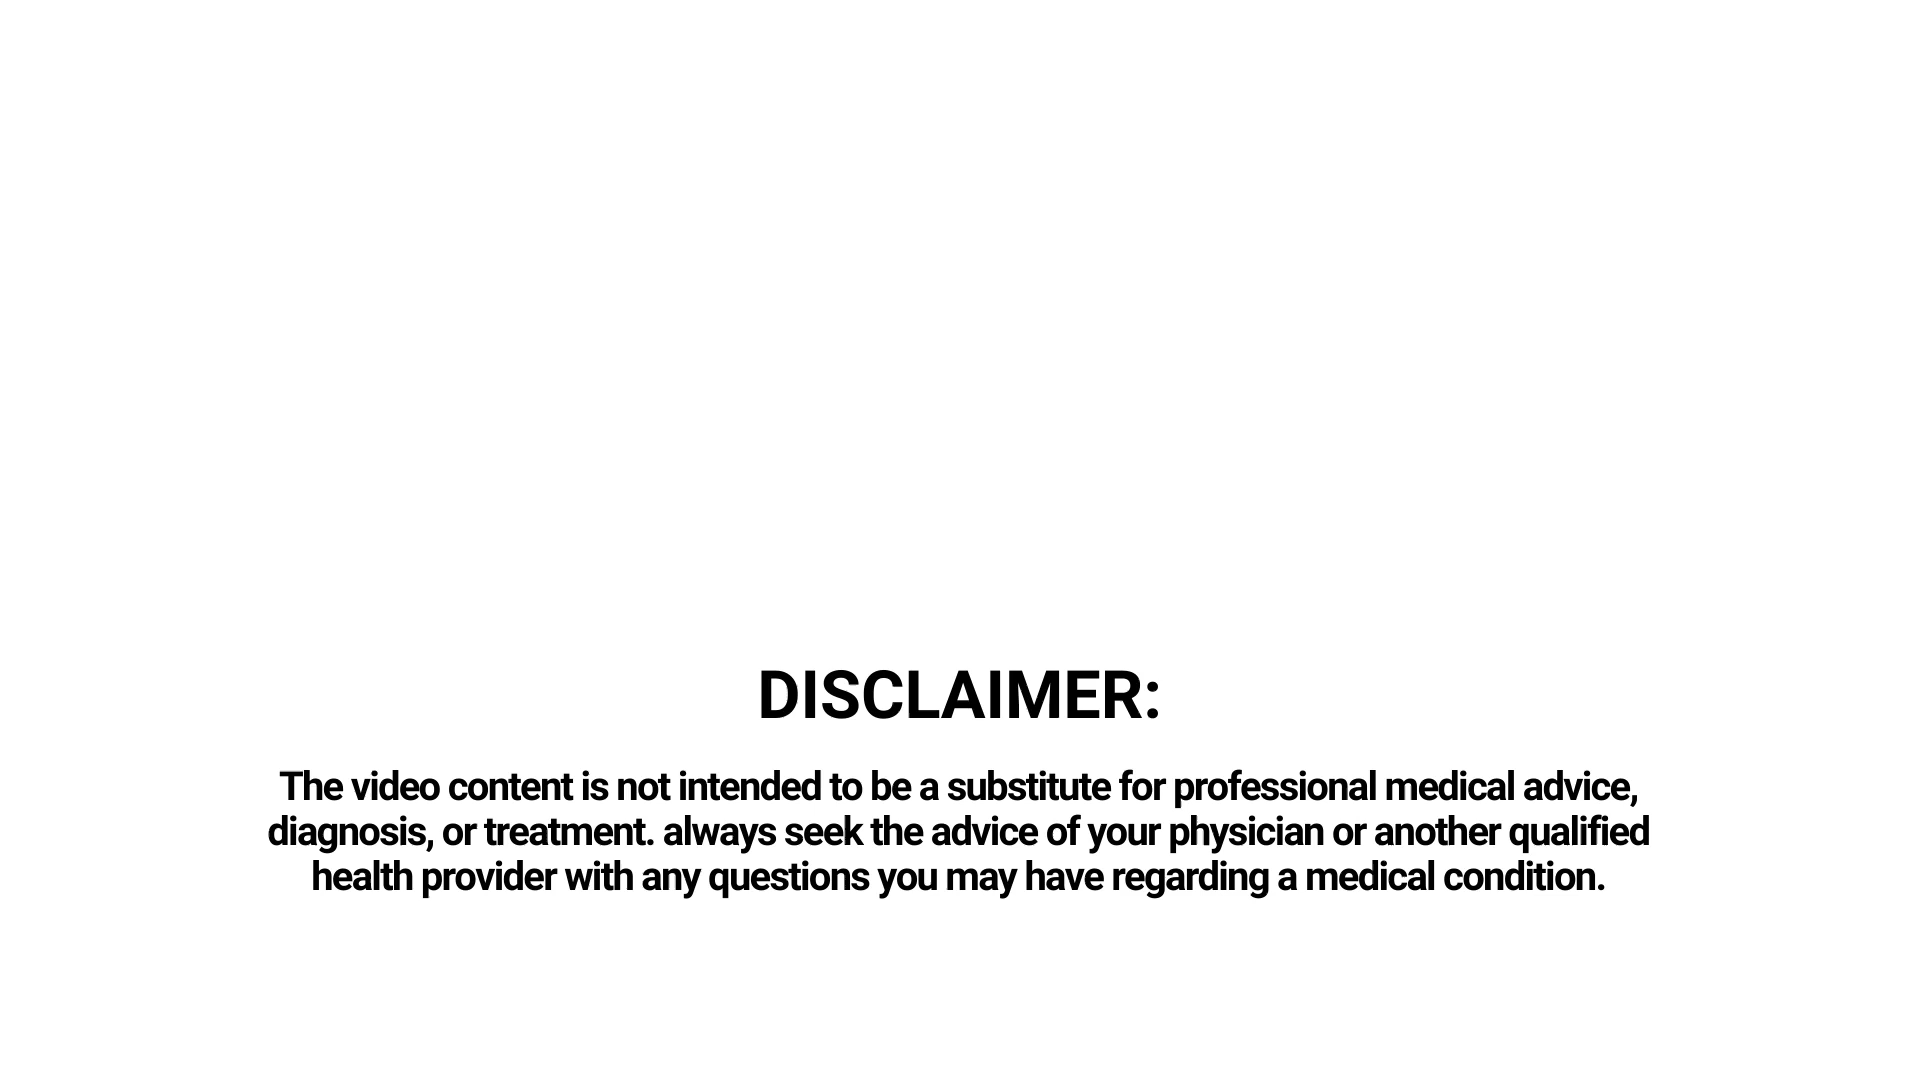 DISCLAIMER:
The video content is not intended to be a substitute for professional medical advice,
diagnosis, or treatment. always seek the advice of your physician or another qualified
health provider with any questions you may have regarding a medical condition.